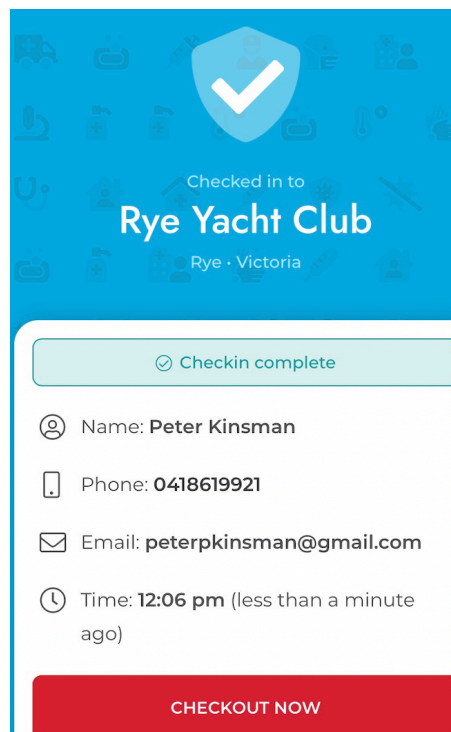 Checked in to
Rye Yacht Club
Rye • Victoria
Checkin complete
Name: Peter Kinsman
Phone: 0418619921
Email: peterpkinsman@gmail.com
Time: 12:06 pm (less than a minute
ago)
CHECKOUT NOW